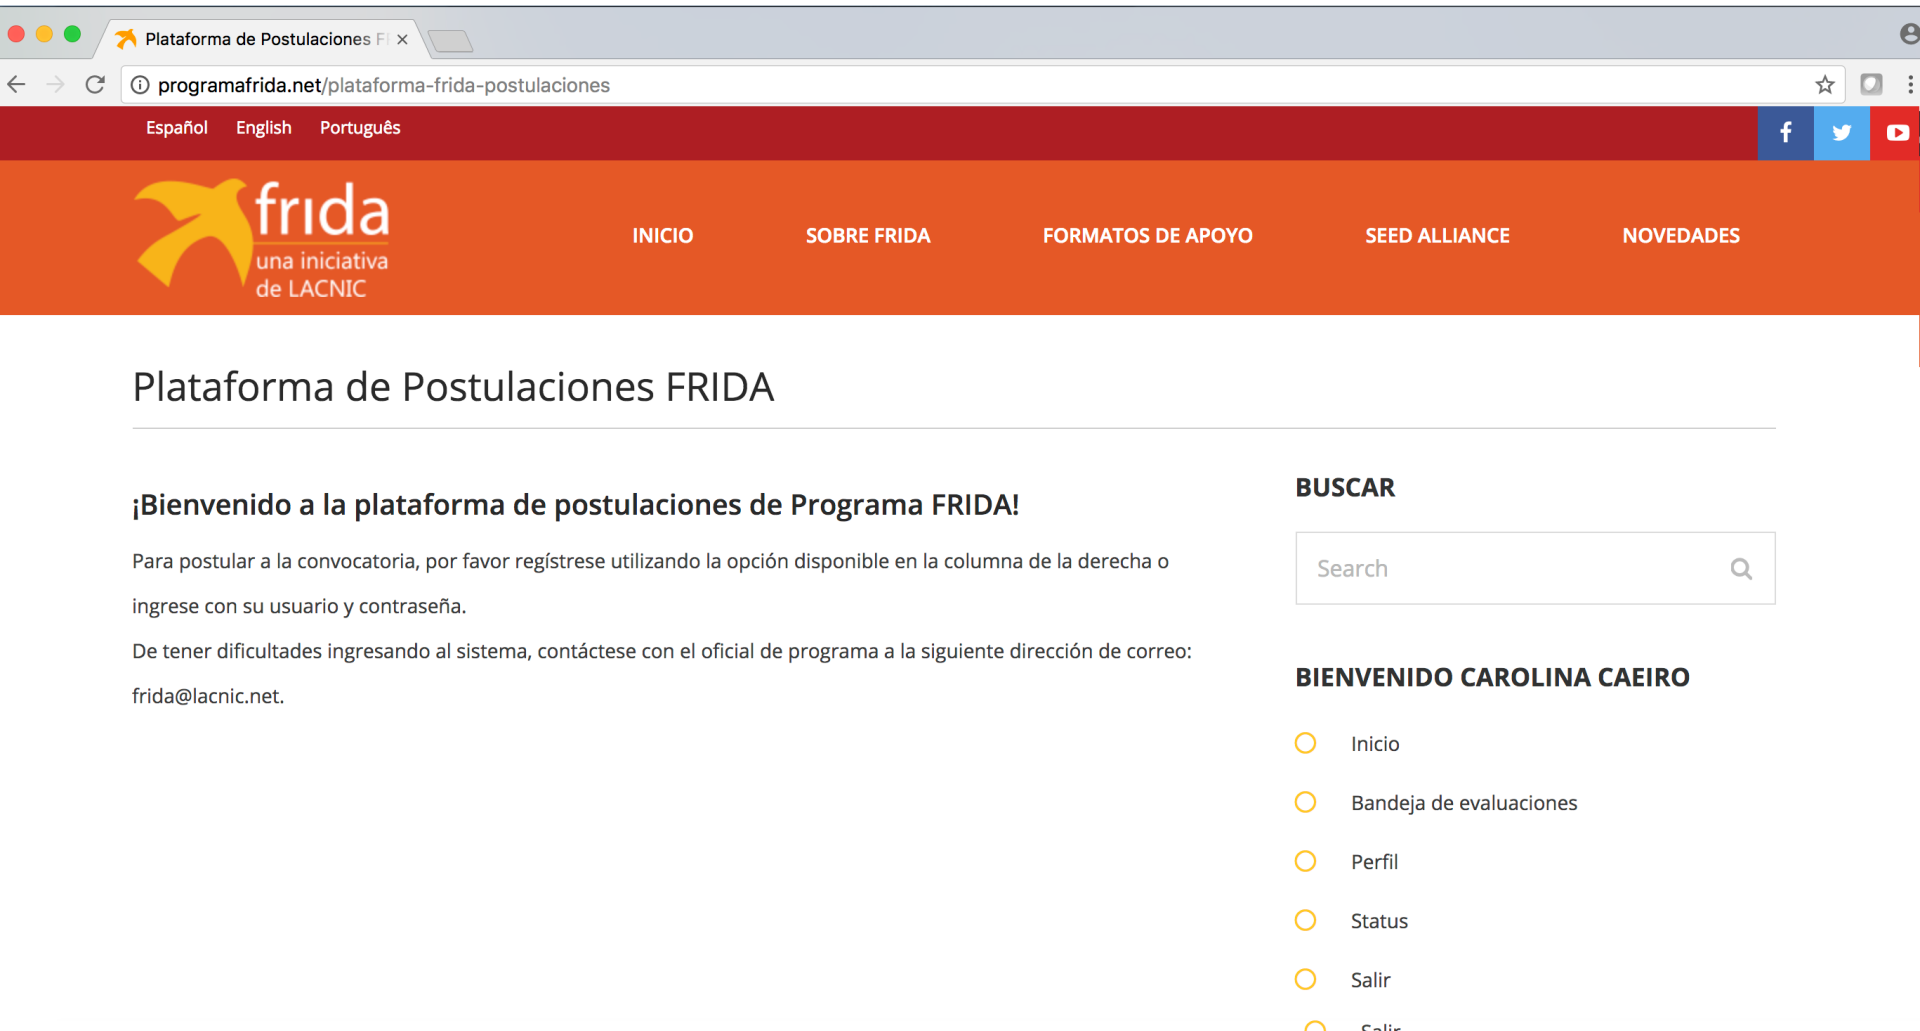 Plataforma de Postulaciones F
programafrida.net/plataforma-frida-postulaciones
Español English Português
frida
una iniciativa
de LACNIC
INICIO SOBRE FRIDA FORMATOS DE APOYO SEED ALLIANCE NOVEDADES
Plataforma de Postulaciones FRIDA
¡Bienvenido a la plataforma de postulaciones de Programa FRIDA!
Para postular a la convocatoria, por favor regístrese utilizando la opción disponible en la columna de la derecha o
ingrese con su usuario y contraseña.
De tener dificultades ingresando al sistema, contáctese con el oficial de programa a la siguiente dirección de correo:
frida@lacnic.net.
BUSCAR
Search
BIENVENIDO CAROLINA CAEIRO
Inicio
Bandeja de evaluaciones
Perfil
Status
Salir
Salir